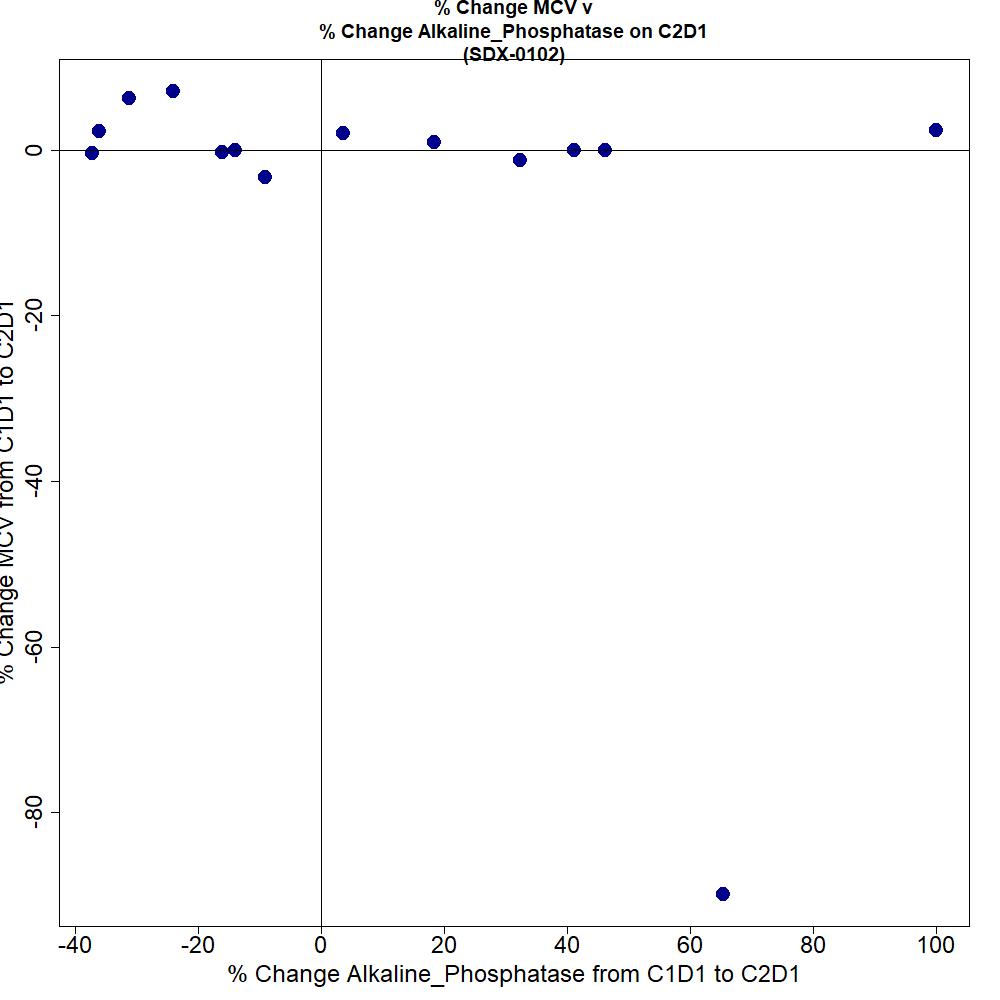 % Change MCV v
% Change Alkaline_Phosphatase on C2D1
(SDX-0102)
% Change MCV from C1D1 to C2D1
0
-20
-40
-60
-80
-40 -20 0 20 40 60 80 100
% Change Alkaline_Phosphatase from C1D1 to C2D1